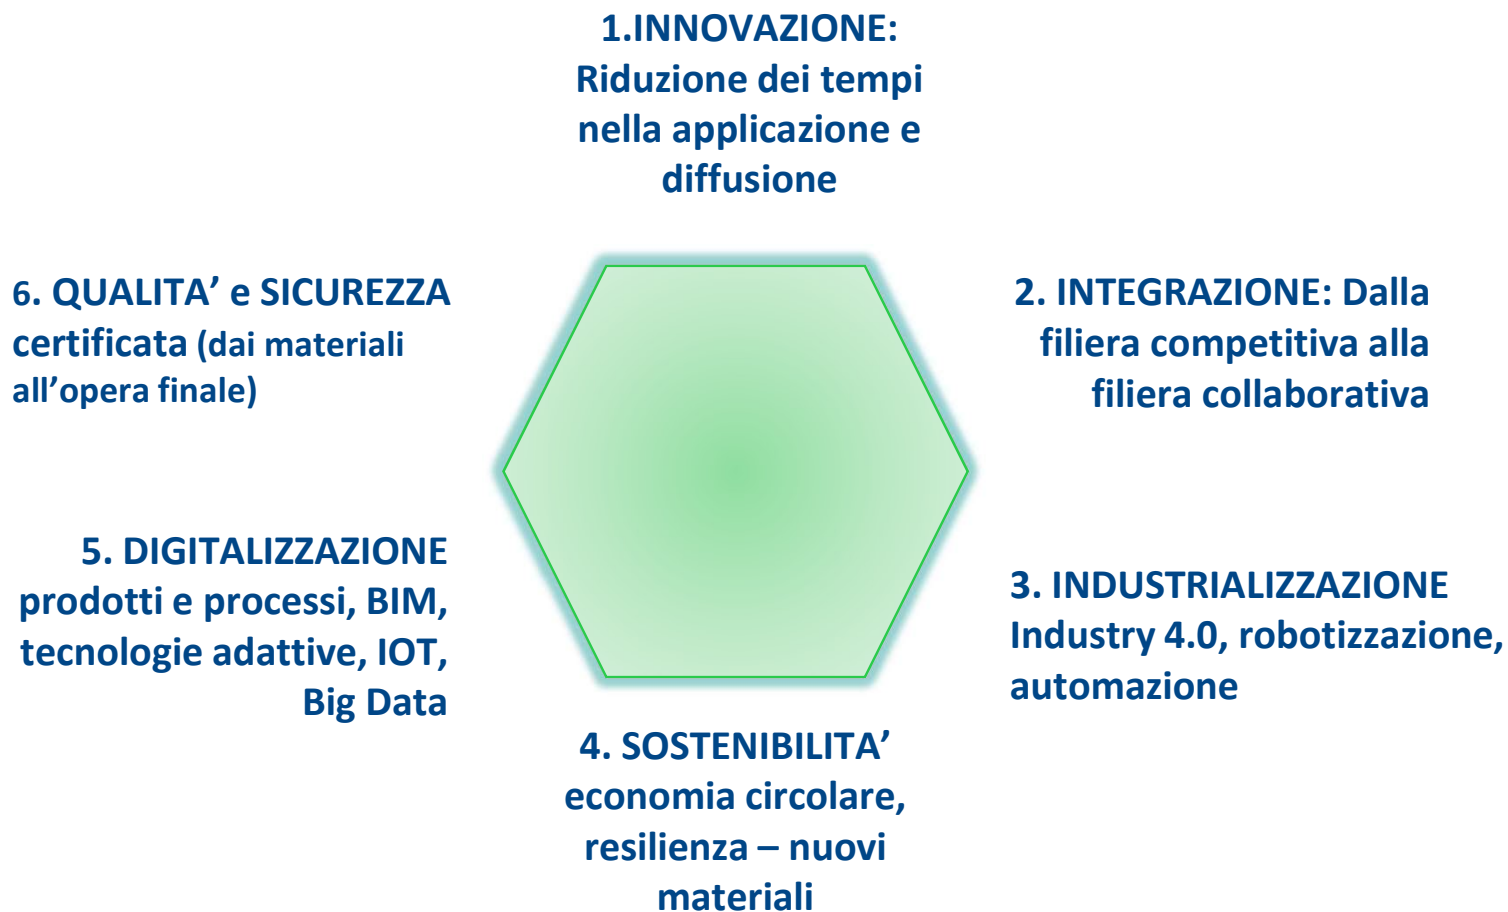 1.INNOVAZIONE:
Riduzione dei tempi
nella applicazione e
diffusione
2. INTEGRAZIONE: Dalla
filiera competitiva alla
filiera collaborativa
3. INDUSTRIALIZZAZIONE
Industry 4.0, robotizzazione,
automazione
4. SOSTENIBILITA’
economia circolare,
resilienza – nuovi
materiali
5. DIGITALIZZAZIONE
prodotti e processi, BIM,
tecnologie adattive, IOT,
Big Data
6. QUALITA’ e SICUREZZA
certificata (dai materiali
all’opera finale)